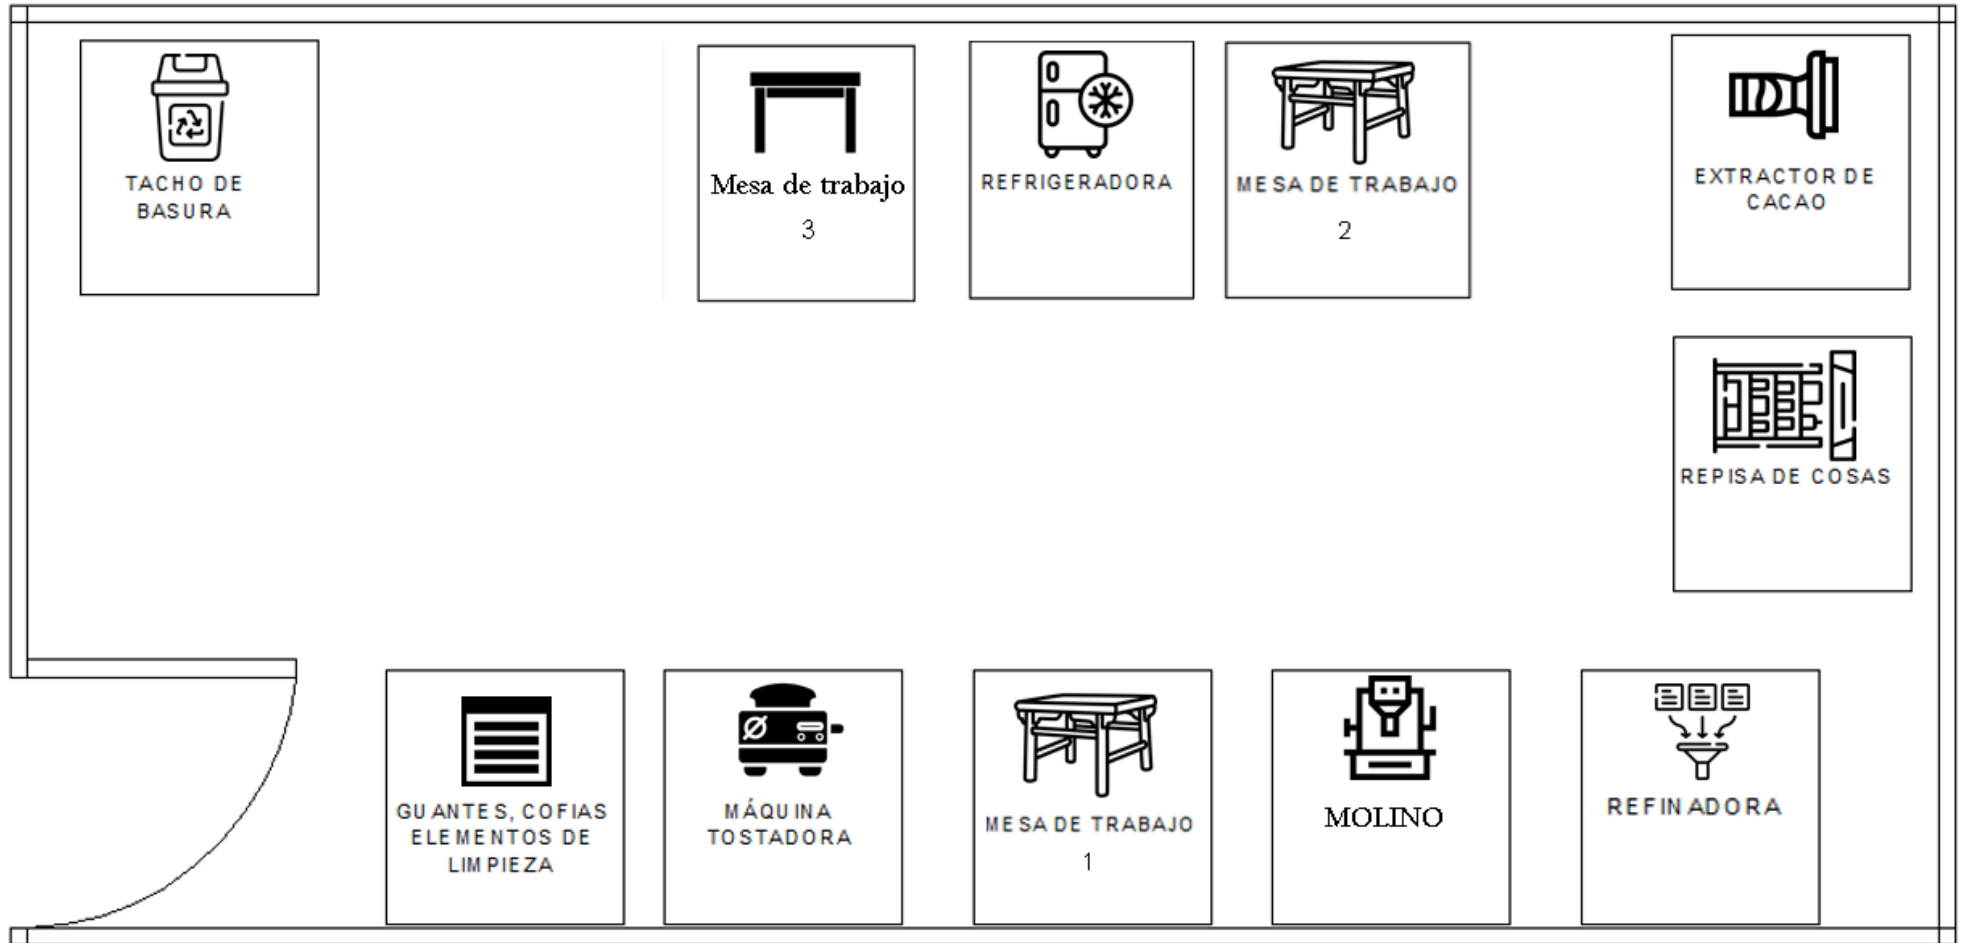 TACHO DE
BASURA
Mesa de trabajo
3
REFRIGERADORA
MESA DE TRABAJO
2
EXTRACTOR DE
CACAO
REPISA DE COSAS
GUANTES, COFIAS
ELEMENTOS DE
LIMPIEZA
MÁQUINA
TOSTADORA
MESA DE TRABAJO
1
MOLINO
REFINADORA